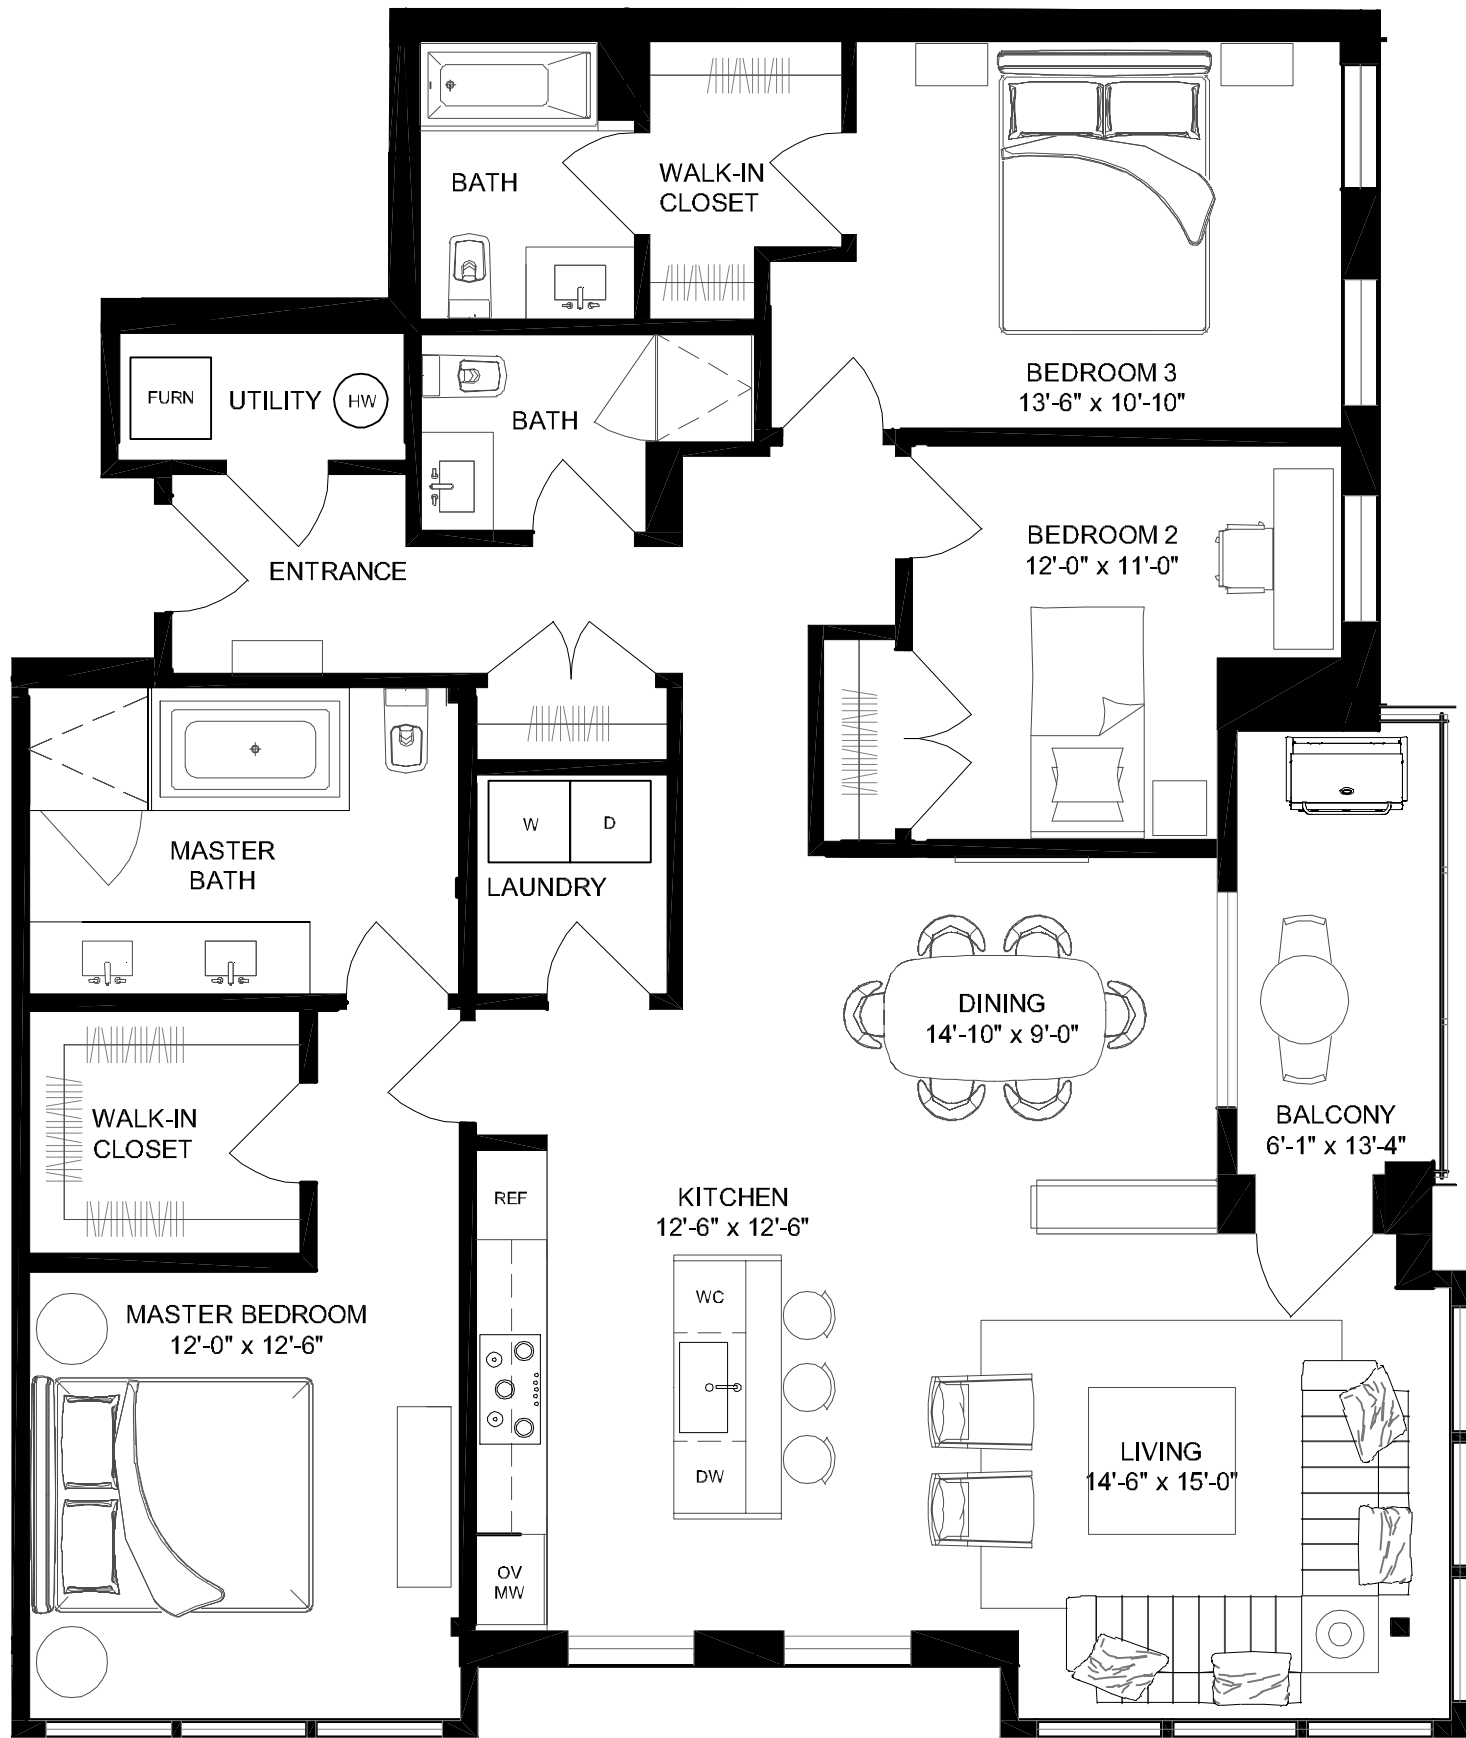 BATH
WALK-IN
CLOSET
BEDROOM 3
13'-6" x 10'-10"
FURN
UTILITY
HW
BATH
BEDROOM 2
12'-0" x 11'-0"
ENTRANCE
W
D
LAUNDRY
MASTER
BATH
DINING
14'-10" x 9'-0"
BALCONY
6'-1" x 13'-4"
WALK-IN
CLOSET
REF
KITCHEN
12'-6" x 12'-6"
WC
DW
MASTER BEDROOM
12'-0" x 12'-6"
LIVING
14'-6" x 15'-0"
OV
MW